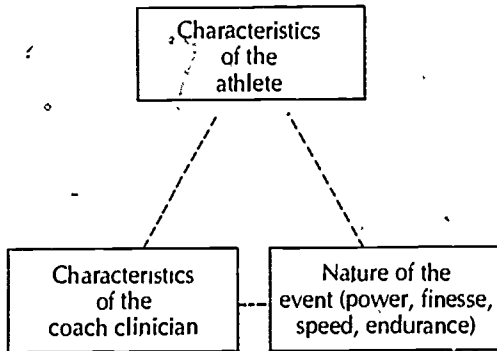 Characteristics
of the
athlete
Characteristics
of the
coach clinician
Nature of the
event (power, finesse,
speed, endurance)